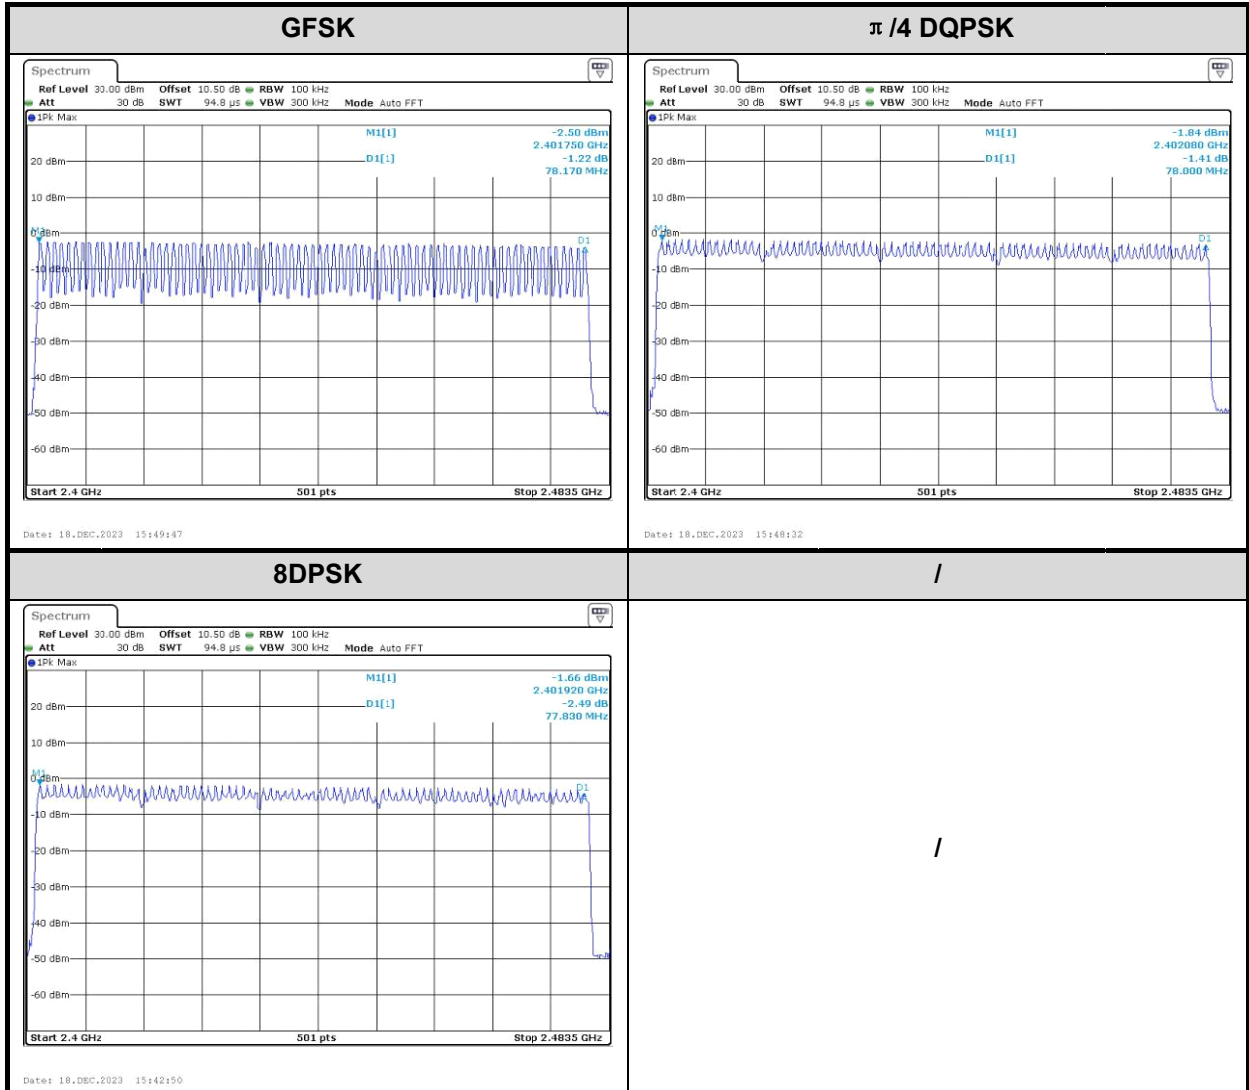 GFSK
π/4 DQPSK
Spectrum
Ref Level 30.00 dBm Offset 10.50 dB RBW 100 kHz
Att 30 dB SWT 94.8 µs VBW 300 kHz Mode Auto FFT
1Pk Max
M1[1] -2.50 dBm
2.401750 GHz
D1[1] -1.22 dB
78.170 MHz
20 dBm
10 dBm
M1
0 dBm
D1
-10 dBm
-20 dBm
-30 dBm
-40 dBm
-50 dBm
-60 dBm
Start 2.4 GHz 501 pts Stop 2.4835 GHz
Date: 18.DEC.2023 15:49:47
Spectrum
Ref Level 30.00 dBm Offset 10.50 dB RBW 100 kHz
Att 30 dB SWT 94.8 µs VBW 300 kHz Mode Auto FFT
1Pk Max
M1[1] -1.84 dBm
2.402080 GHz
D1[1] -1.41 dB
78.000 MHz
20 dBm
10 dBm
M1
0 dBm
D1
-10 dBm
-20 dBm
-30 dBm
-40 dBm
-50 dBm
-60 dBm
Start 2.4 GHz 501 pts Stop 2.4835 GHz
Date: 18.DEC.2023 15:48:32
8DPSK
/
Spectrum
Ref Level 30.00 dBm Offset 10.50 dB RBW 100 kHz
Att 30 dB SWT 94.8 µs VBW 300 kHz Mode Auto FFT
1Pk Max
M1[1] -1.66 dBm
2.401920 GHz
D1[1] -2.49 dB
77.830 MHz
20 dBm
10 dBm
M1
0 dBm
D1
-10 dBm
-20 dBm
-30 dBm
-40 dBm
-50 dBm
-60 dBm
Start 2.4 GHz 501 pts Stop 2.4835 GHz
Date: 18.DEC.2023 15:42:50
/